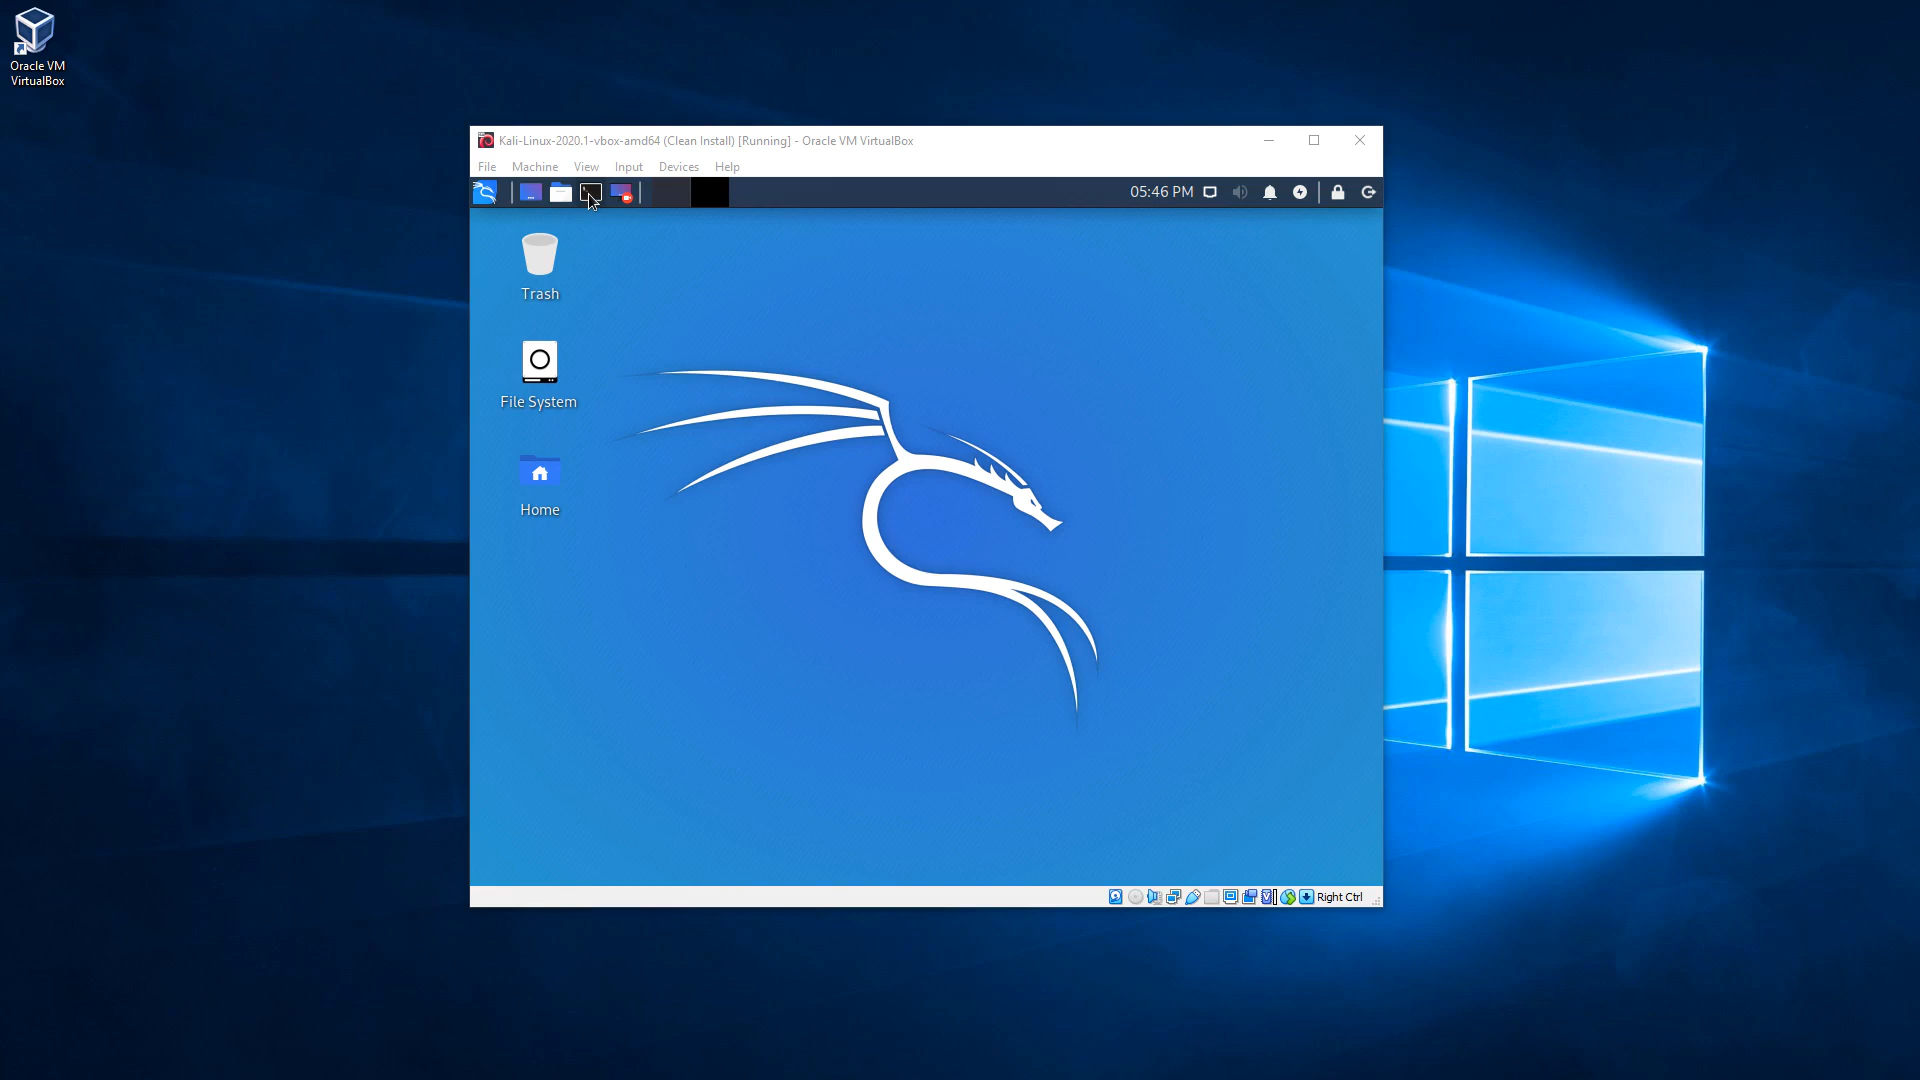 Oracle VM
VirtualBox
Kali-Linux-2020.1-vbox-amd64 (Clean Install) [Running] - Oracle VM VirtualBox
File Machine View Input Devices Help
05:46 PM
Trash
File System
Home
Right Ctrl